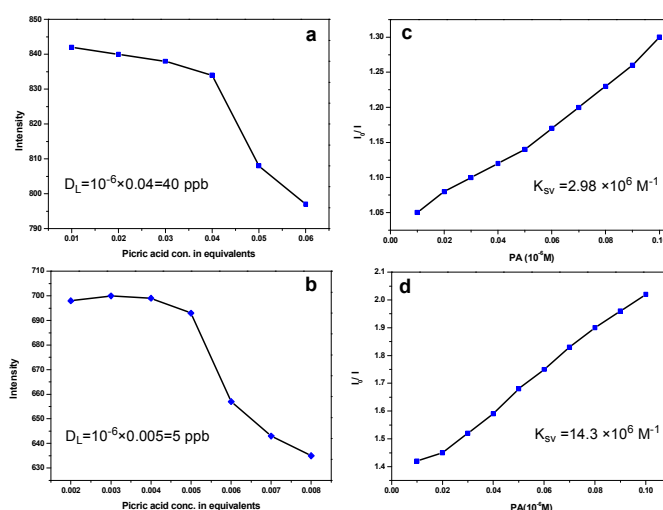 a
850
840
830
820
810
800
790
Intensity
D_L=10⁻⁶×0.04=40 ppb
0.01 0.02 0.03 0.04 0.05 0.06
Picric acid con. in equivalents
c
1.30
1.25
1.20
1.15
1.10
1.05
I₀/ I
K_SV =2.98 ×10⁶ M⁻¹
0.00 0.02 0.04 0.06 0.08 0.10
PA (10⁻⁶M)
b
710
700
690
680
670
660
650
640
630
Intensity
D_L=10⁻⁶×0.005=5 ppb
0.002 0.003 0.004 0.005 0.006 0.007 0.008
Picric acid conc. in equivalents
d
2.1
2.0
1.9
1.8
1.7
1.6
1.5
1.4
I₀/ I
K_SV =14.3 ×10⁶ M⁻¹
0.00 0.02 0.04 0.06 0.08 0.10
PA(10⁻⁶M)